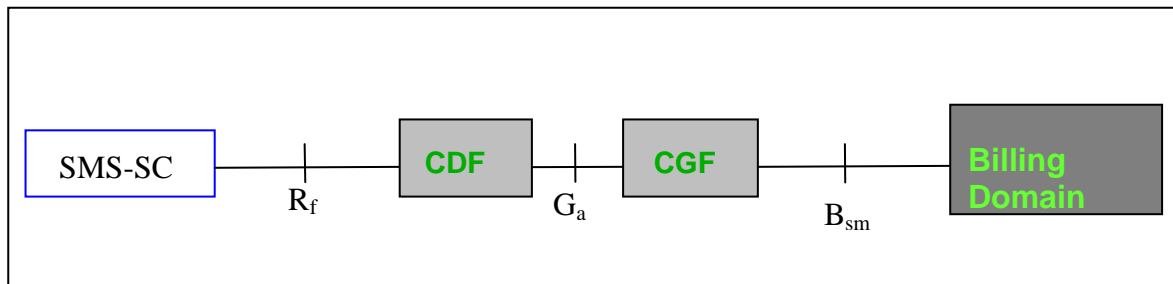 SMS-SC
CDF
CGF
Billing
Domain
Rf
Ga
Bsm